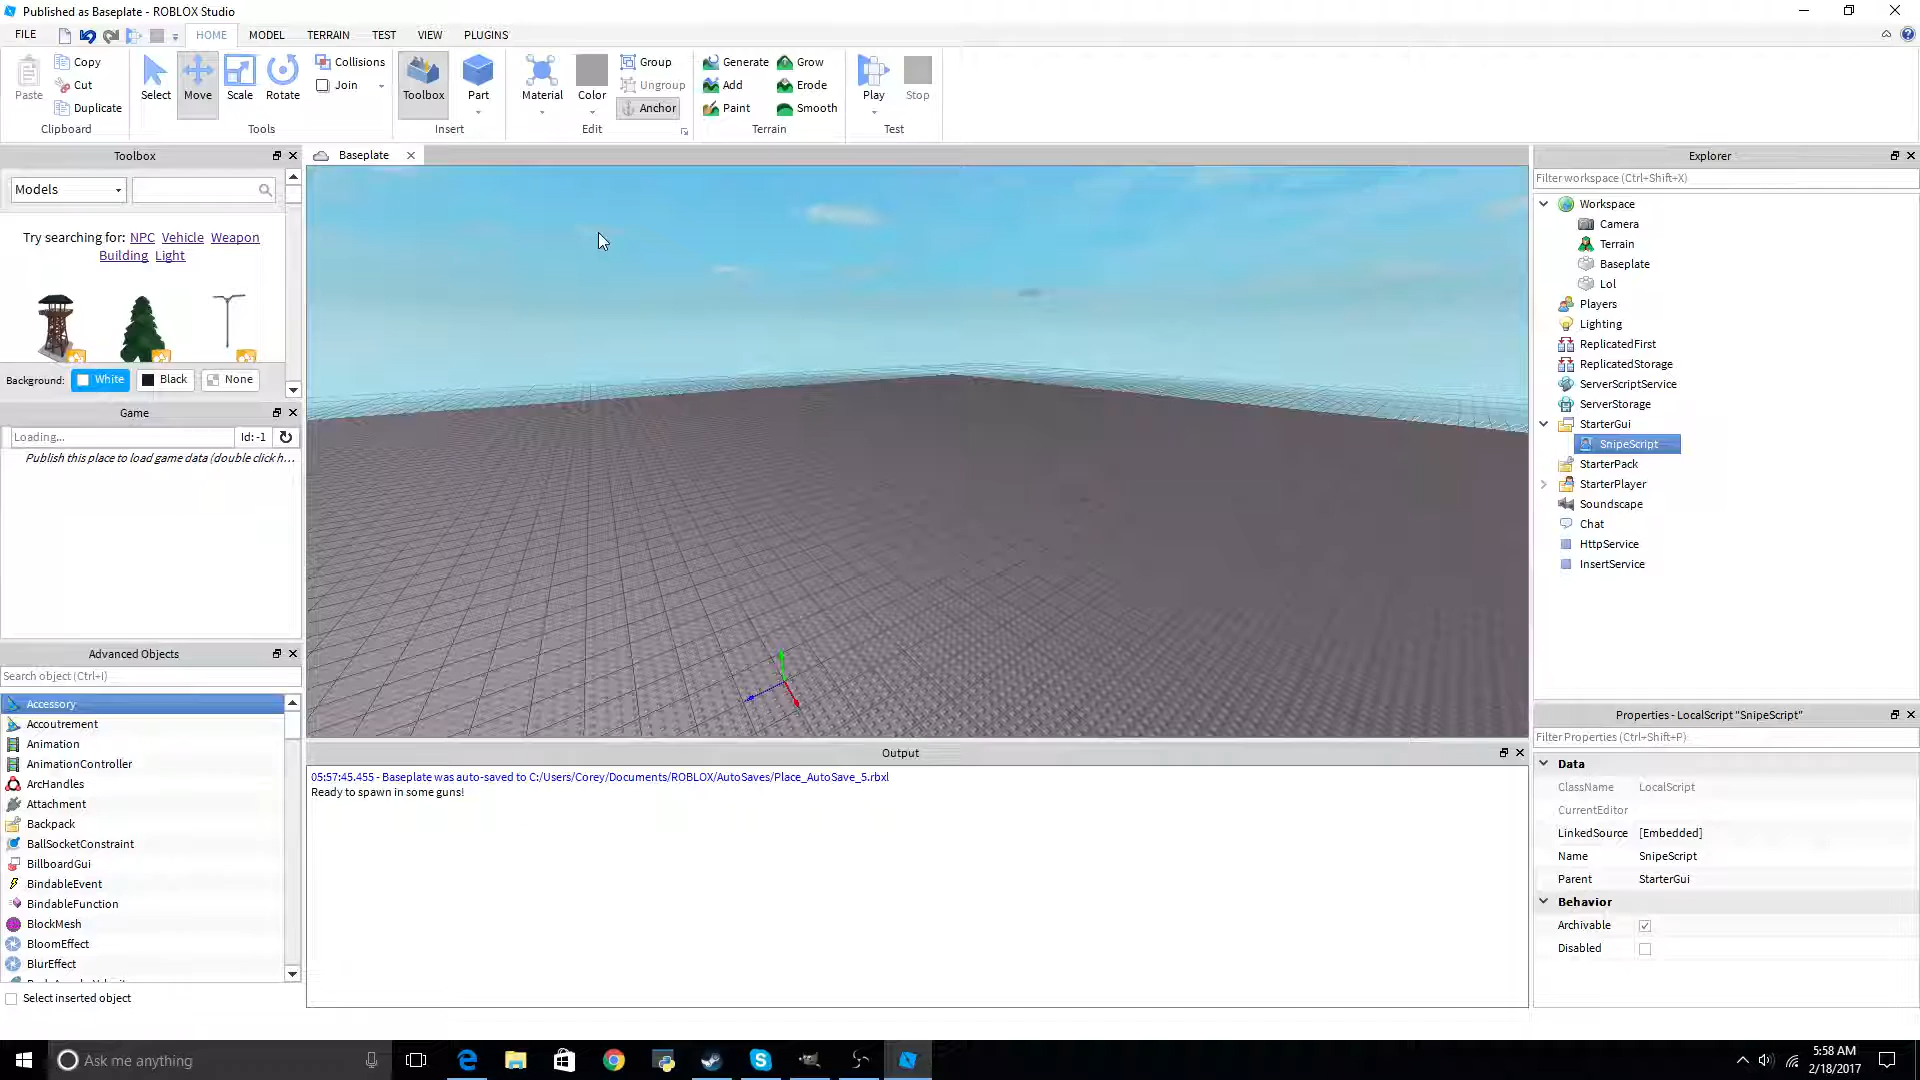 Published as Baseplate - ROBLOX Studio
FILE HOME MODEL TERRAIN TEST VIEW PLUGINS
Paste
Copy
Cut
Duplicate
Clipboard
Select
Move
Scale
Rotate
Collisions
Join
Tools
Toolbox
Part
Insert
Material
Color
Group
Ungroup
Anchor
Edit
Generate
Add
Paint
Grow
Erode
Smooth
Terrain
Play
Stop
Test
Toolbox
Models
Try searching for: NPC Vehicle Weapon
Building Light
Background: White Black None
Game
Loading... Id: -1
Publish this place to load game data (double click h...
Advanced Objects
Search object (Ctrl+I)
Accessory
Accoutrement
Animation
AnimationController
ArcHandles
Attachment
Backpack
BallSocketConstraint
BillboardGui
BindableEvent
BindableFunction
BlockMesh
BloomEffect
BlurEffect
Select inserted object
Baseplate
Output
05:57:45.455 - Baseplate was auto-saved to C:/Users/Corey/Documents/ROBLOX/AutoSaves/Place_AutoSave_5.rbxl
Ready to spawn in some guns!
Explorer
Filter workspace (Ctrl+Shift+X)
Workspace
Camera
Terrain
Baseplate
Lol
Players
Lighting
ReplicatedFirst
ReplicatedStorage
ServerScriptService
ServerStorage
StarterGui
SnipeScript
StarterPack
StarterPlayer
Soundscape
Chat
HttpService
InsertService
Properties - LocalScript "SnipeScript"
Filter Properties (Ctrl+Shift+P)
Data
ClassName LocalScript
CurrentEditor
LinkedSource [Embedded]
Name SnipeScript
Parent StarterGui
Behavior
Archivable
Disabled
Ask me anything
5:58 AM
2/18/2017